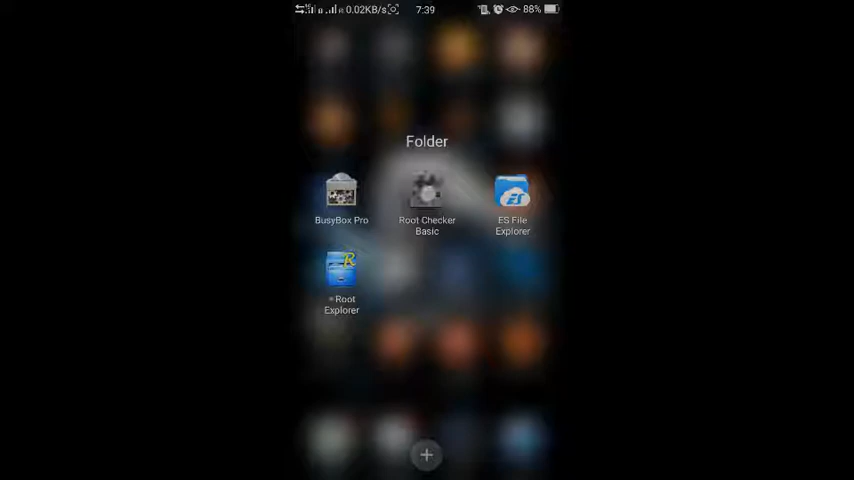 0.02KB/s
7:39
88%
Folder
BusyBox Pro
Root Checker
Basic
ES File
Explorer
Root
Explorer